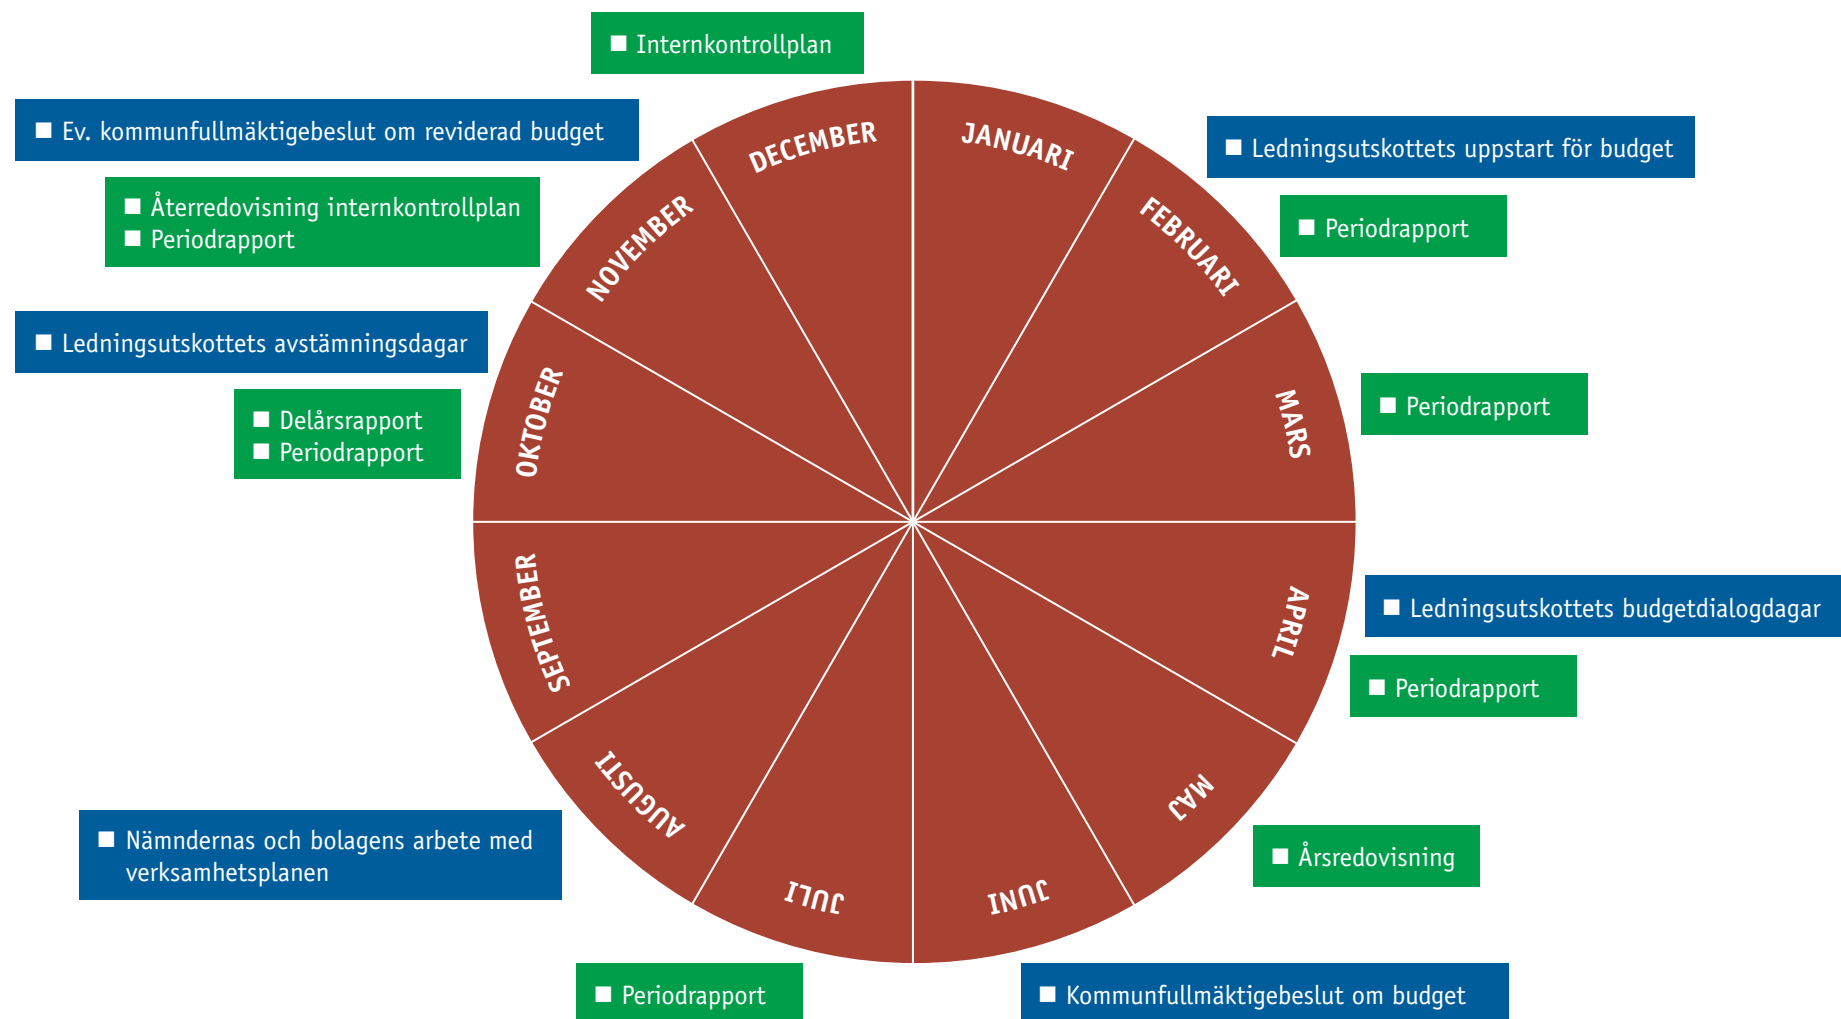 ■ Internkontrollplan
■ Ev. kommunfullmäktigebeslut om reviderad budget
■ Återredovisning internkontrollplan
■ Periodrapport
■ Ledningsutskottets avstämningsdagar
■ Delårsrapport
■ Periodrapport
■ Nämndernas och bolagens arbete med
verksamhetsplanen
■ Periodrapport
JANUARI
FEBRUARI
MARS
APRIL
MAJ
JUNI
JULI
AUGUSTI
SEPTEMBER
OKTOBER
NOVEMBER
DECEMBER
■ Ledningsutskottets uppstart för budget
■ Periodrapport
■ Periodrapport
■ Ledningsutskottets budgetdialogdagar
■ Periodrapport
■ Årsredovisning
■ Kommunfullmäktigebeslut om budget